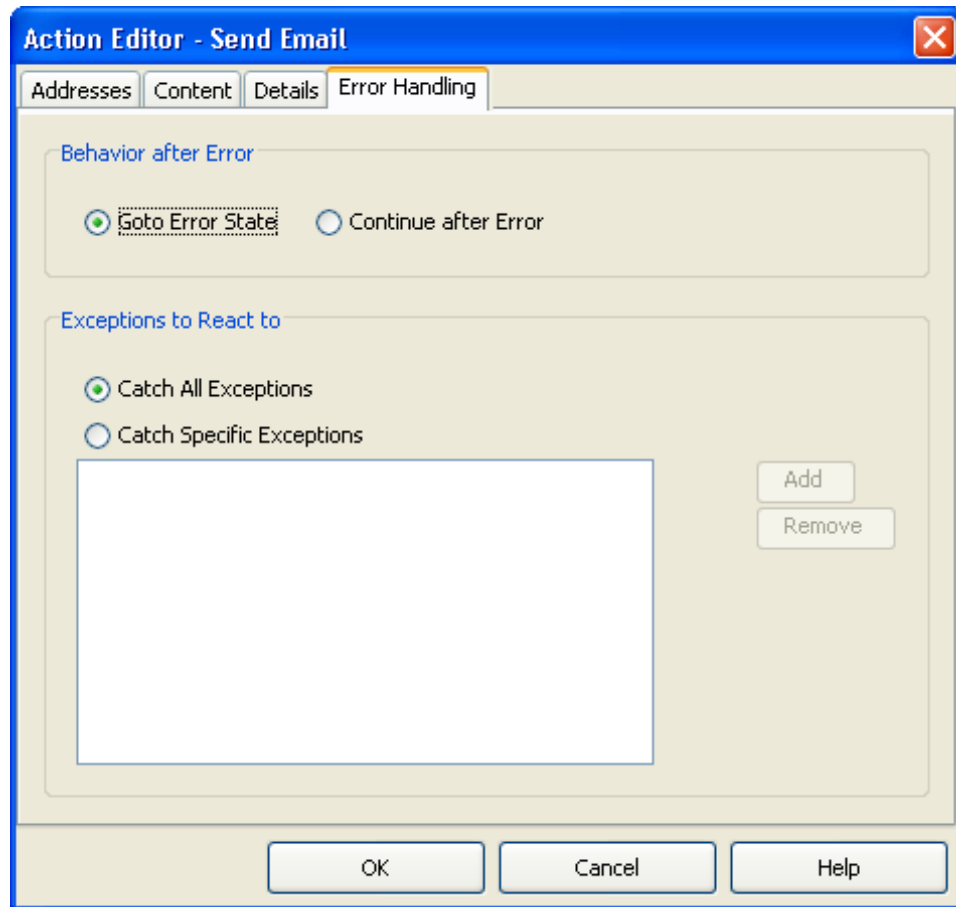 Action Editor - Send Email
Addresses Content Details Error Handling
Behavior after Error
Goto Error State Continue after Error
Exceptions to React to
Catch All Exceptions
Catch Specific Exceptions
Add
Remove
OK Cancel Help